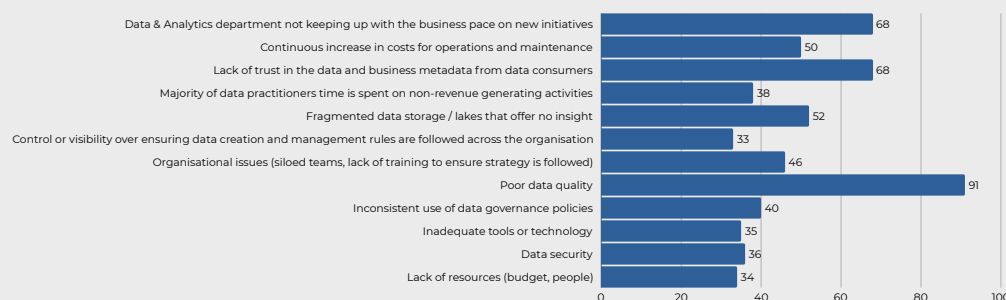 Data & Analytics department not keeping up with the business pace on new initiatives 68
Continuous increase in costs for operations and maintenance 50
Lack of trust in the data and business metadata from data consumers 68
Majority of data practitioners time is spent on non-revenue generating activities 38
Fragmented data storage / lakes that offer no insight 52
Control or visibility over ensuring data creation and management rules are followed across the organisation 33
Organisational issues (siloed teams, lack of training to ensure strategy is followed) 46
Poor data quality 91
Inconsistent use of data governance policies 40
Inadequate tools or technology 35
Data security 36
Lack of resources (budget, people) 34
0 20 40 60 80 100